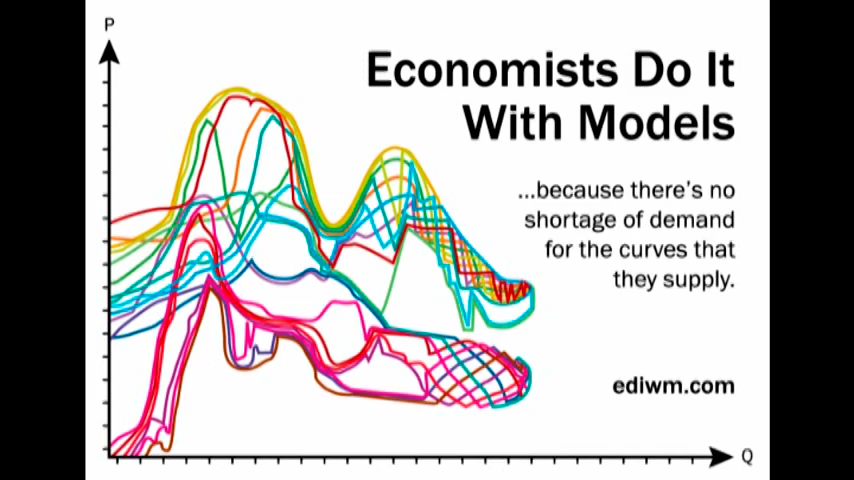 P
Economists Do It
With Models
...because there's no
shortage of demand
for the curves that
they supply.
ediwm.com
Q